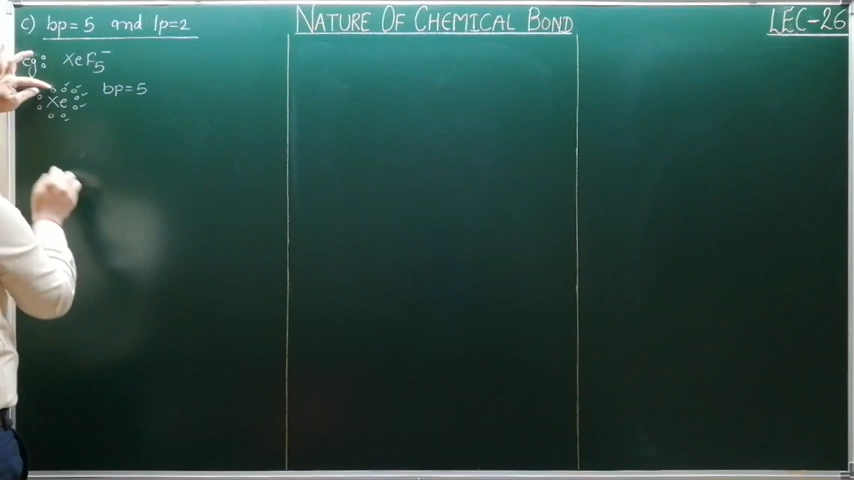 c) bp=5 and lp=2
NATURE OF CHEMICAL BOND
LEC-26
eg: XeF5⁻
Xe bp=5